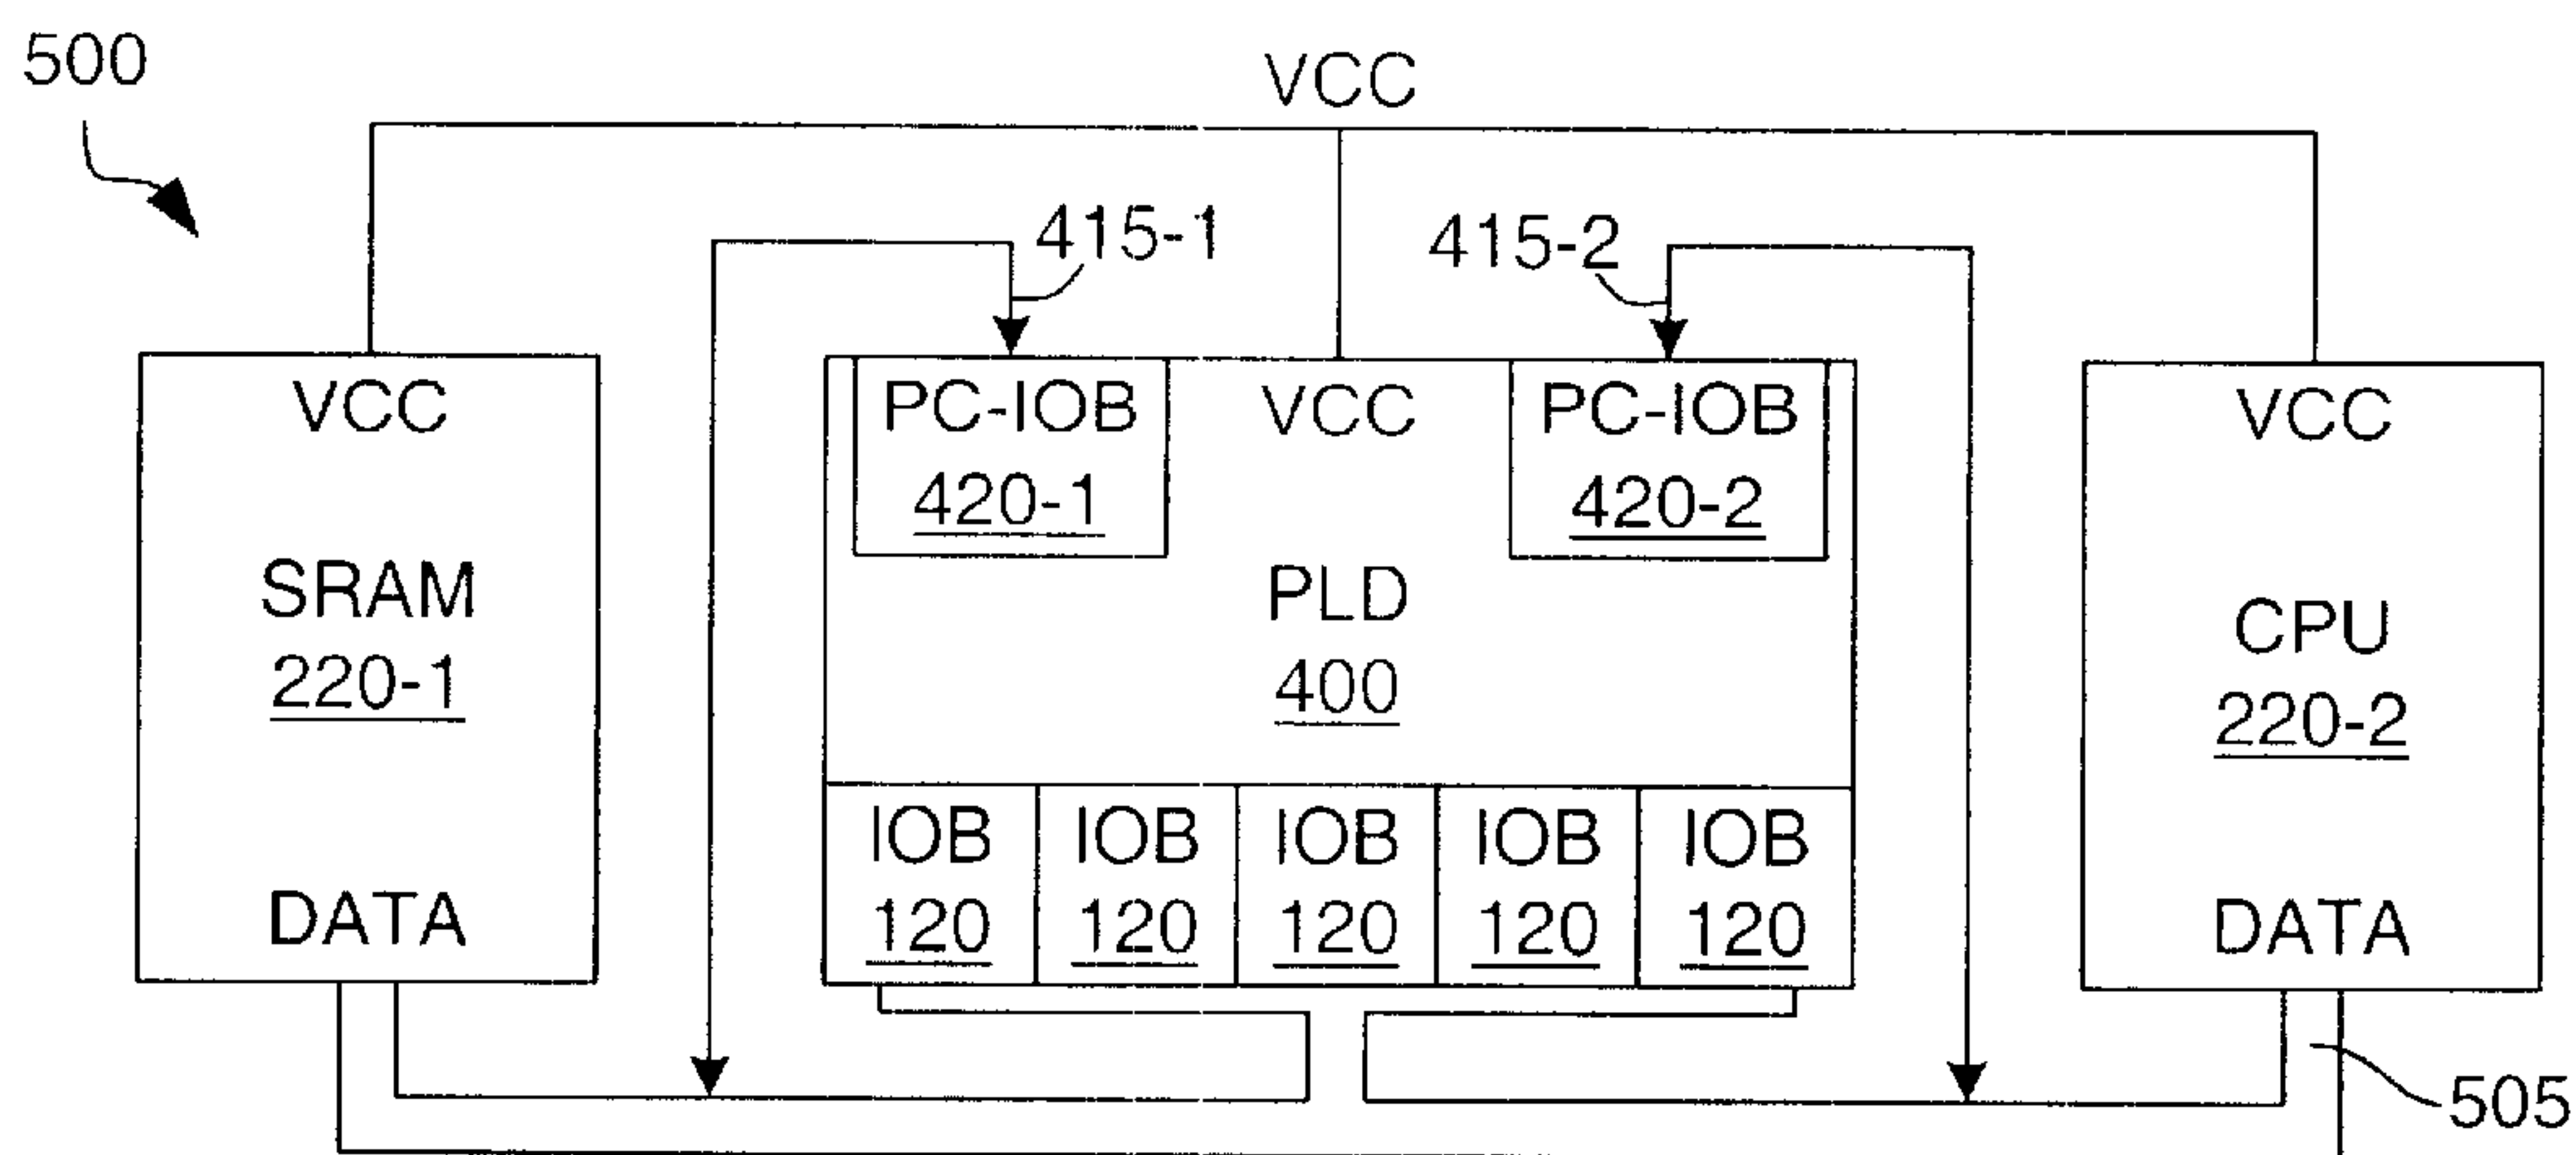 500
VCC
415-1
415-2
VCC
SRAM
220-1
DATA
PC-IOB
420-1
VCC
PC-IOB
420-2
PLD
400
IOB IOB IOB IOB IOB
120 120 120 120 120
VCC
CPU
220-2
DATA
505